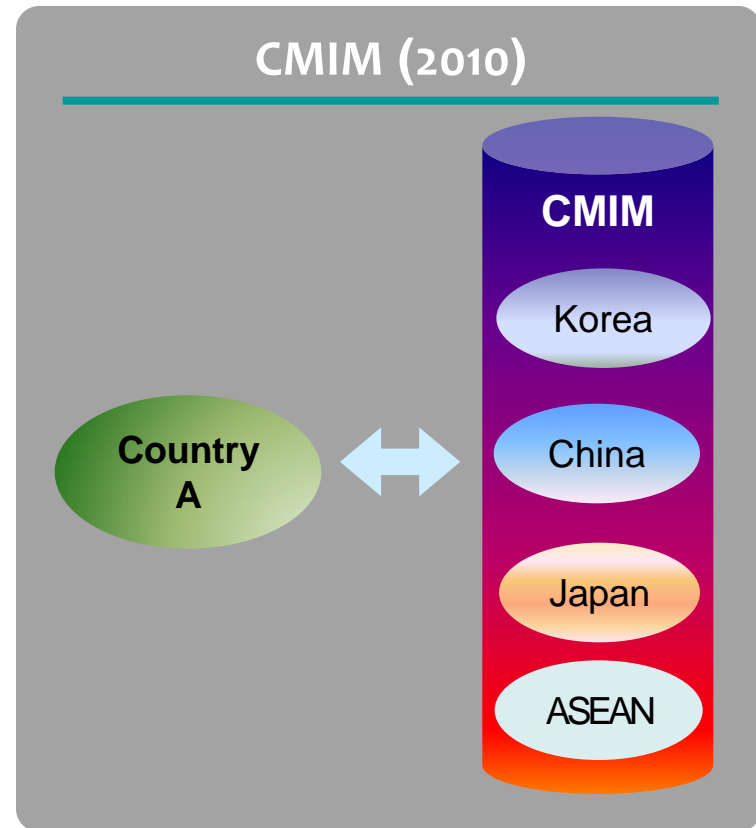 CMIM (2010)
CMIM
Korea
Country
A
China
Japan
ASEAN